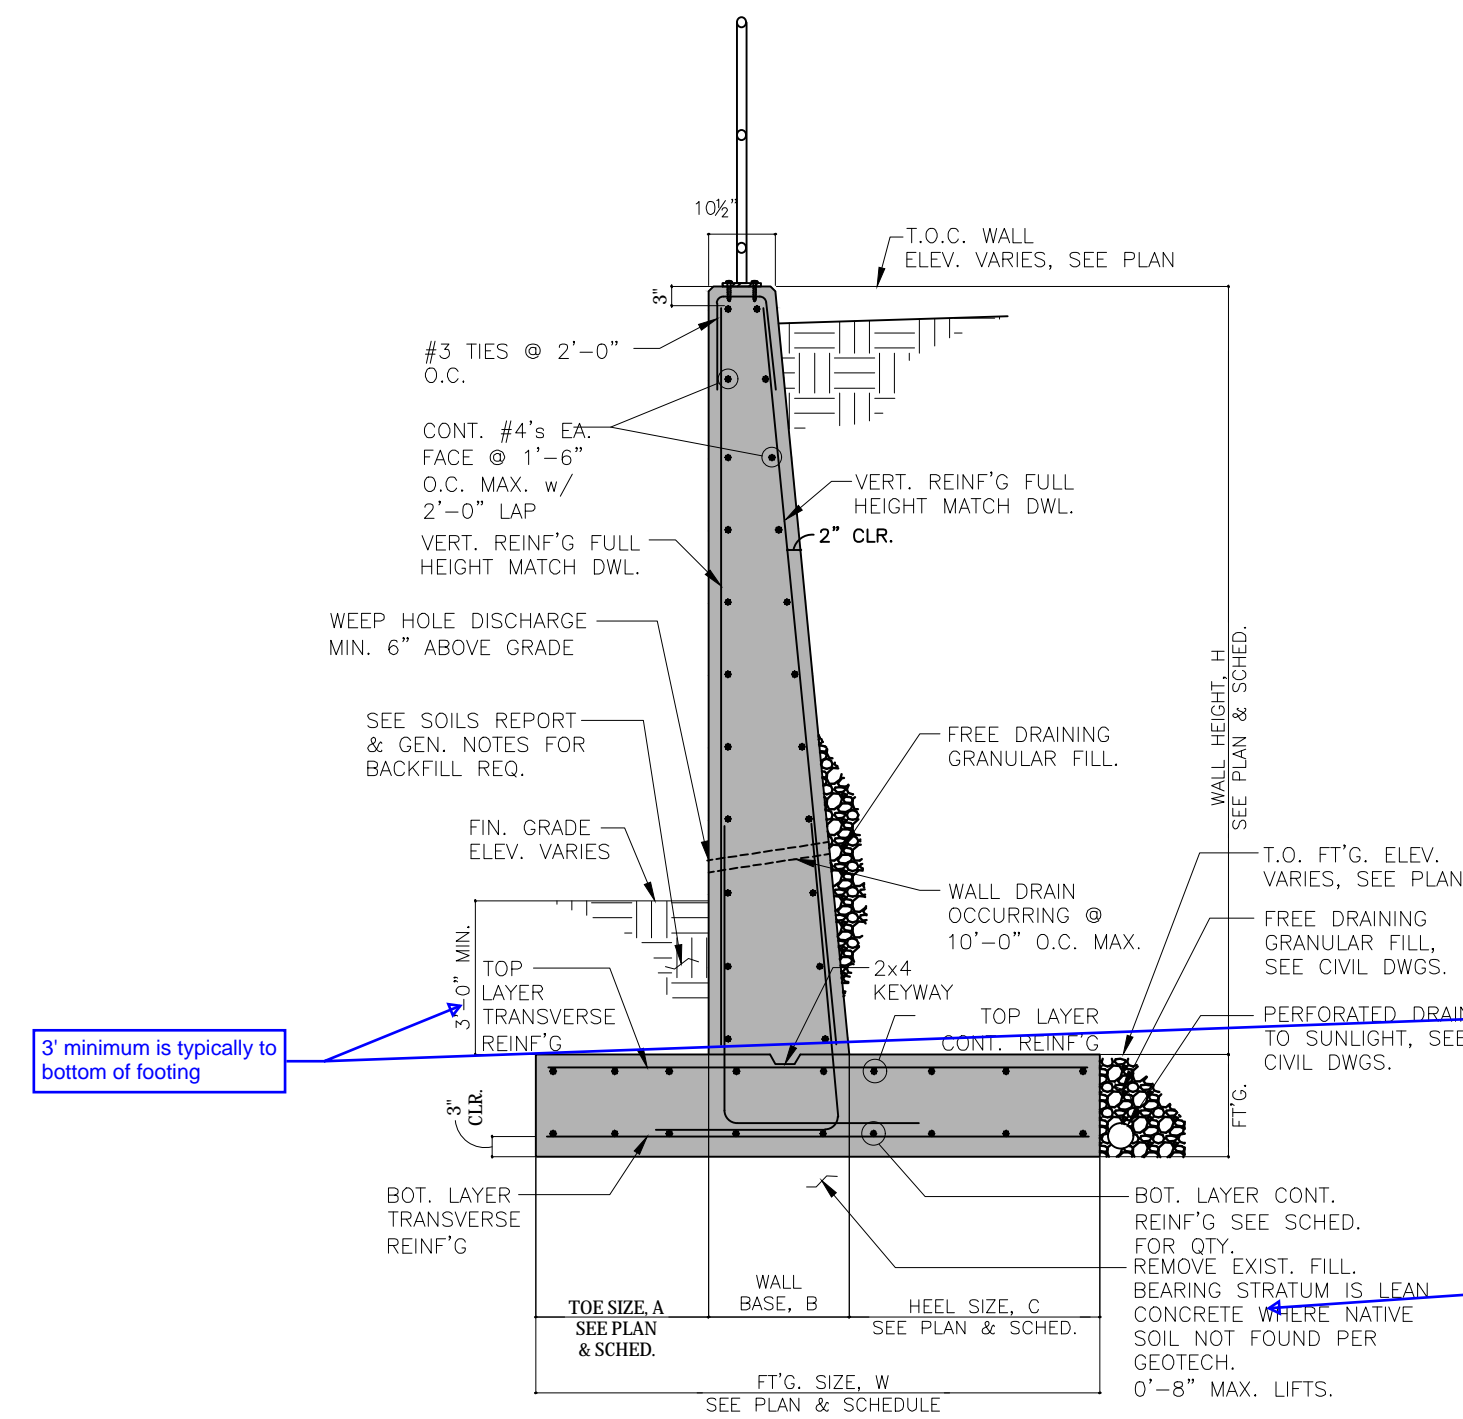 10½"
T.O.C. WALL
ELEV. VARIES, SEE PLAN
3"
#3 TIES @ 2'-0"
O.C.
CONT. #4's EA.
FACE @ 1'-6"
O.C. MAX. w/
2'-0" LAP
VERT. REINF'G FULL
HEIGHT MATCH DWL.
2" CLR.
VERT. REINF'G FULL
HEIGHT MATCH DWL.
WEEP HOLE DISCHARGE
MIN. 6" ABOVE GRADE
WALL HEIGHT, H
SEE PLAN & SCHED.
SEE SOILS REPORT
& GEN. NOTES FOR
BACKFILL REQ.
FREE DRAINING
GRANULAR FILL.
FIN. GRADE
ELEV. VARIES
T.O. FT'G. ELEV.
VARIES, SEE PLAN
WALL DRAIN
OCCURRING @
10'-0" O.C. MAX.
FREE DRAINING
GRANULAR FILL,
SEE CIVIL DWGS.
3'-0" MIN.
TOP
LAYER
TRANSVERSE
REINF'G
2x4
KEYWAY
TOP LAYER
CONT. REINF'G
PERFORATED DRAIN
TO SUNLIGHT, SEE
CIVIL DWGS.
3' minimum is typically to
bottom of footing
3"
CLR.
FT'G.
BOT. LAYER
TRANSVERSE
REINF'G
BOT. LAYER CONT.
REINF'G SEE SCHED.
FOR QTY.
REMOVE EXIST. FILL.
BEARING STRATUM IS LEAN
CONCRETE WHERE NATIVE
SOIL NOT FOUND PER
GEOTECH.
0'-8" MAX. LIFTS.
TOE SIZE, A
SEE PLAN
& SCHED.
WALL
BASE, B
HEEL SIZE, C
SEE PLAN & SCHED.
FT'G. SIZE, W
SEE PLAN & SCHEDULE